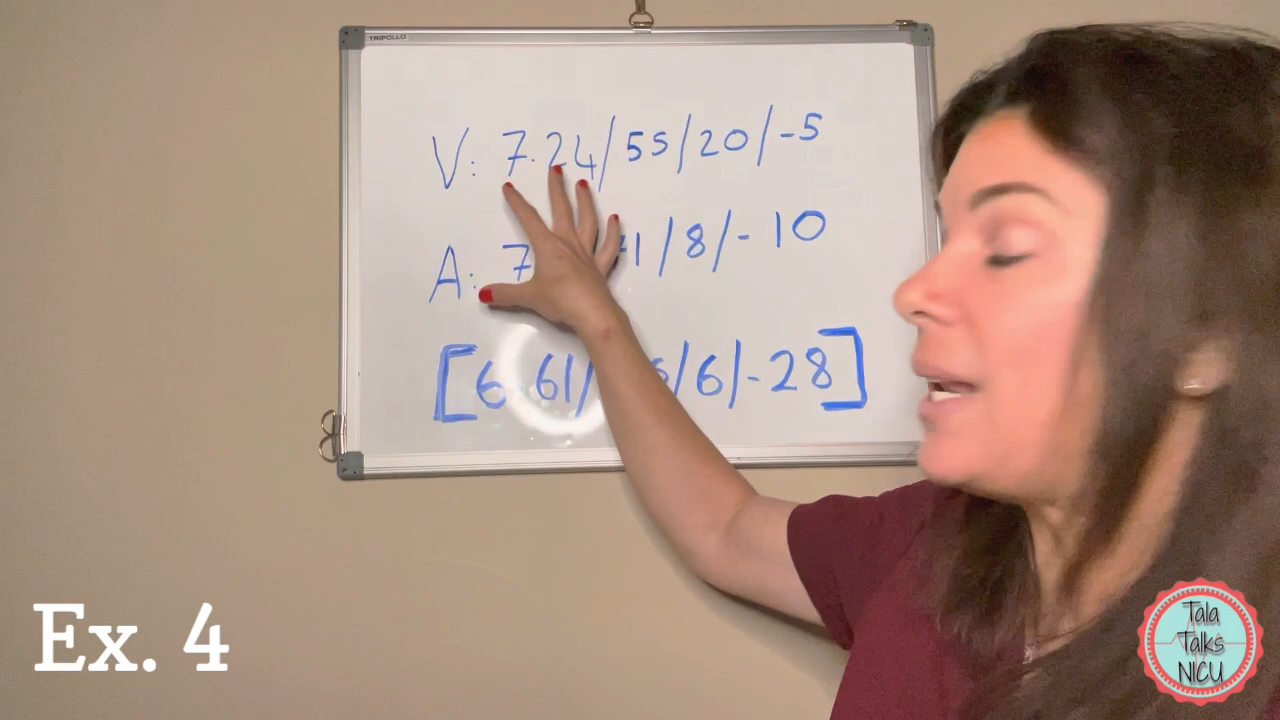 TRIPOLLO
V: 7.24/55/20/-5
A: 7 1/8/-10
[6.61/ 6/-28]
Ex. 4
Tala
Talks
NICU